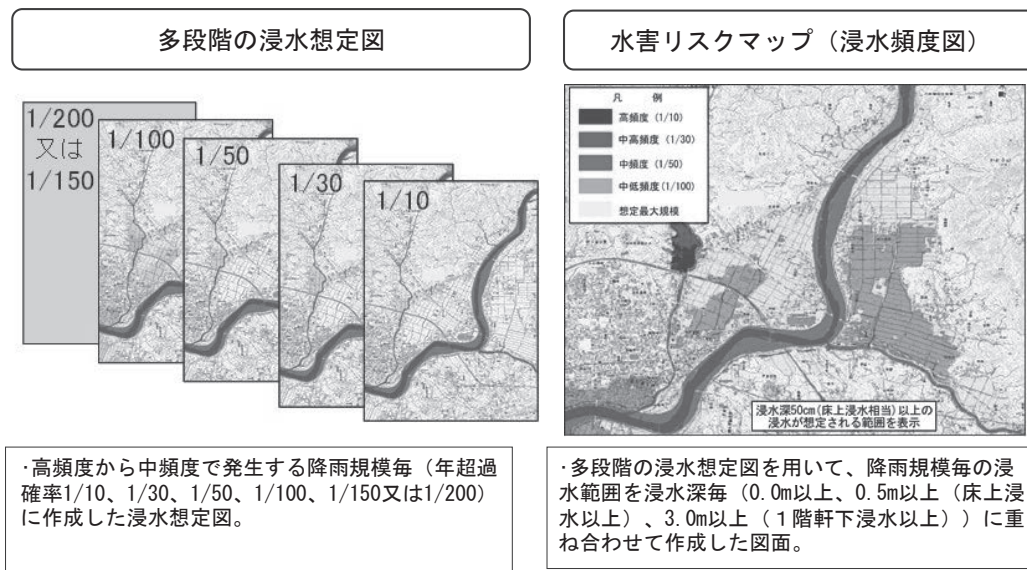 多段階の浸水想定図
1/200
又は
1/150
1/100
1/50
1/30
1/10
・高頻度から中頻度で発生する降雨規模毎（年超過
確率1/10、1/30、1/50、1/100、1/150又は1/200）
に作成した浸水想定図。
水害リスクマップ（浸水頻度図）
凡 例
高頻度（1/10）
中高頻度（1/30）
中頻度（1/50）
中低頻度（1/100）
想定最大規模
浸水深50cm（床上浸水相当）以上の
浸水が想定される範囲を表示
・多段階の浸水想定図を用いて、降雨規模毎の浸
水範囲を浸水深毎（0.0m以上、0.5m以上（床上浸
水以上）、3.0m以上（１階軒下浸水以上））に重
ね合わせて作成した図面。